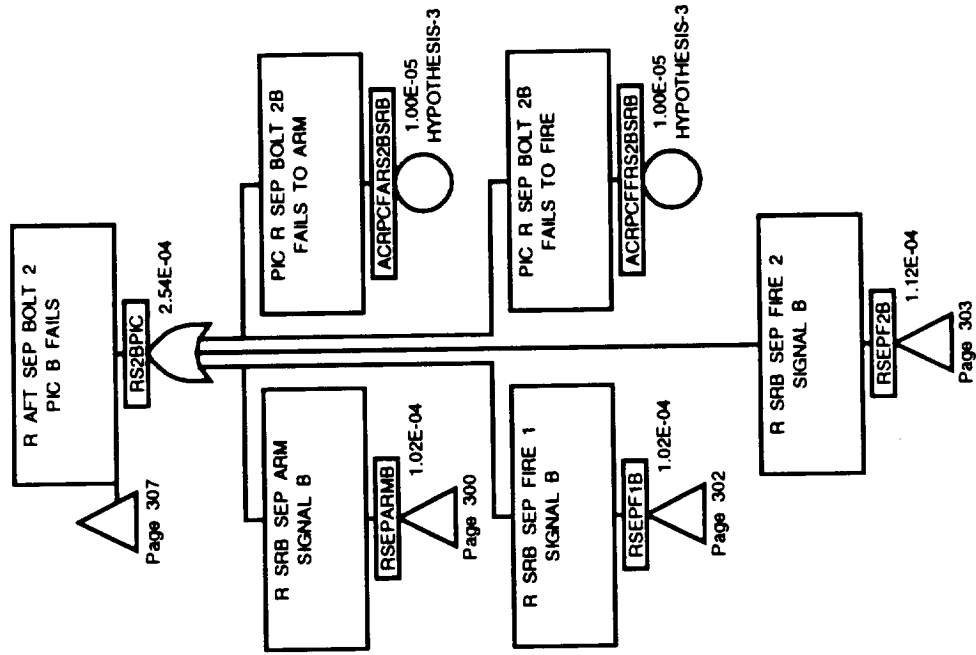 R AFT SEP BOLT 2
PIC B FAILS
RS2BPIC
2.54E-04
Page 307
R SRB SEP ARM
SIGNAL B
RSEPARMB
1.02E-04
Page 300
PIC R SEP BOLT 2B
FAILS TO ARM
ACRPCFARS2BSRB
1.00E-05
HYPOTHESIS-3
R SRB SEP FIRE 1
SIGNAL B
RSEPF1B
1.02E-04
Page 302
PIC R SEP BOLT 2B
FAILS TO FIRE
ACRPCFFRS2BSRB
1.00E-05
HYPOTHESIS-3
R SRB SEP FIRE 2
SIGNAL B
RSEPF2B
1.12E-04
Page 303